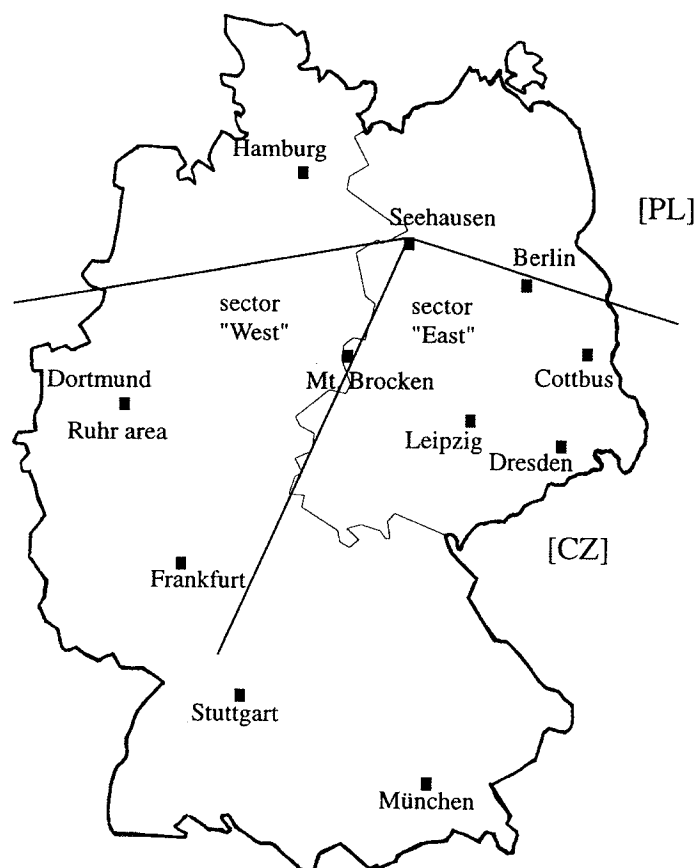 Hamburg
[PL]
Seehausen
Berlin
sector
"West"
sector
"East"
Dortmund
Mt. Brocken
Cottbus
Ruhr area
Leipzig
Dresden
[CZ]
Frankfurt
Stuttgart
München